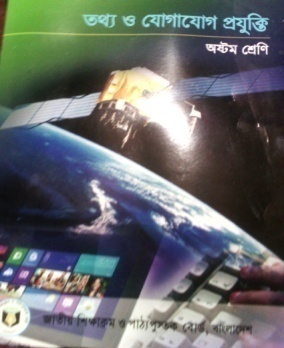 তথ্য ও যোগাযোগ প্রযুক্তি
অষ্টম শ্রেণি
জাতীয় শিক্ষাক্রম ও পাঠ্যপুস্তক বোর্ড, বাংলাদেশ